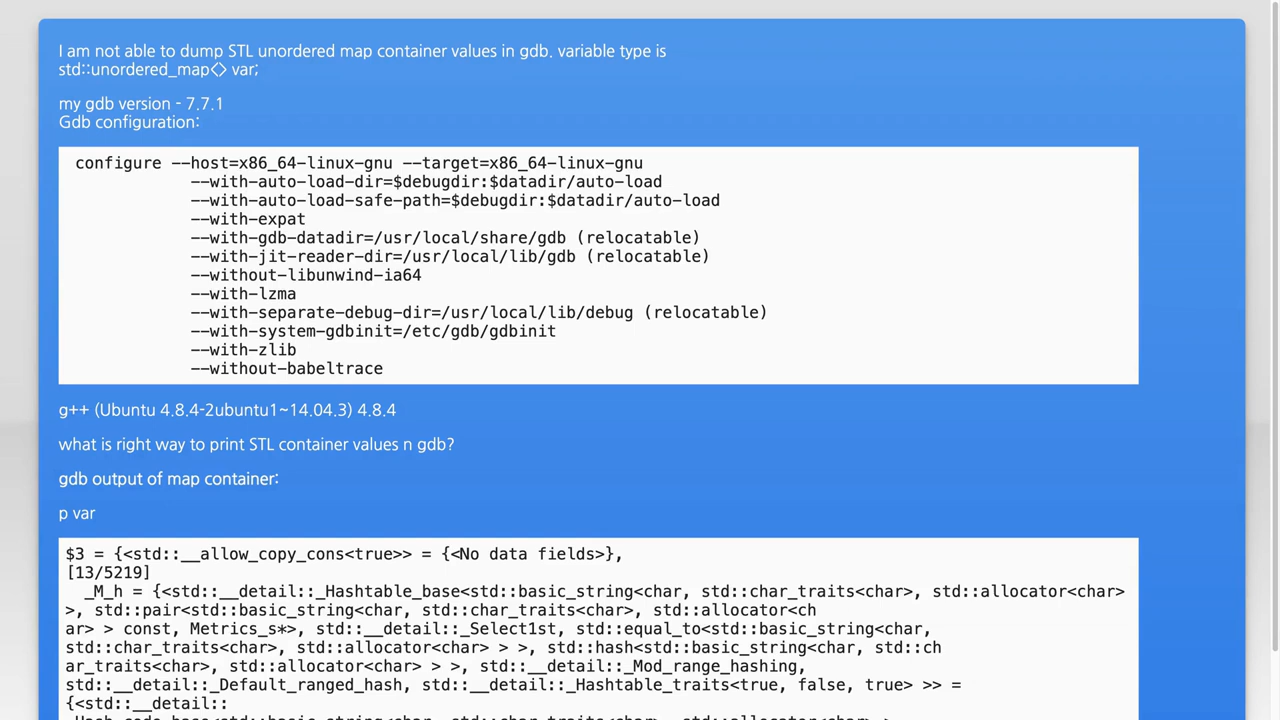 I am not able to dump STL unordered map container values in gdb. variable type is
std::unordered_map<> var;
my gdb version - 7.7.1
Gdb configuration:
configure --host=x86_64-linux-gnu --target=x86_64-linux-gnu
--with-auto-load-dir=$debugdir:$datadir/auto-load
--with-auto-load-safe-path=$debugdir:$datadir/auto-load
--with-expat
--with-gdb-datadir=/usr/local/share/gdb (relocatable)
--with-jit-reader-dir=/usr/local/lib/gdb (relocatable)
--without-libunwind-ia64
--with-lzma
--with-separate-debug-dir=/usr/local/lib/debug (relocatable)
--with-system-gdbinit=/etc/gdb/gdbinit
--with-zlib
--without-babeltrace
g++ (Ubuntu 4.8.4-2ubuntu1~14.04.3) 4.8.4
what is right way to print STL container values n gdb?
gdb output of map container:
p var
$3 = {<std::__allow_copy_cons<true>> = {<No data fields>},
[13/5219]
_M_h = {<std::__detail::_Hashtable_base<std::basic_string<char, std::char_traits<char>, std::allocator<char>
>, std::pair<std::basic_string<char, std::char_traits<char>, std::allocator<ch
ar> > const, Metrics_s*>, std::__detail::_Select1st, std::equal_to<std::basic_string<char,
std::char_traits<char>, std::allocator<char> > >, std::hash<std::basic_string<char, std::ch
ar_traits<char>, std::allocator<char> > >, std::__detail::_Mod_range_hashing,
std::__detail::_Default_ranged_hash, std::__detail::_Hashtable_traits<true, false, true> >> =
{<std::__detail::
_Hash_code_base<std::basic_string<char, std::char_traits<char>, std::allocator<char> >,